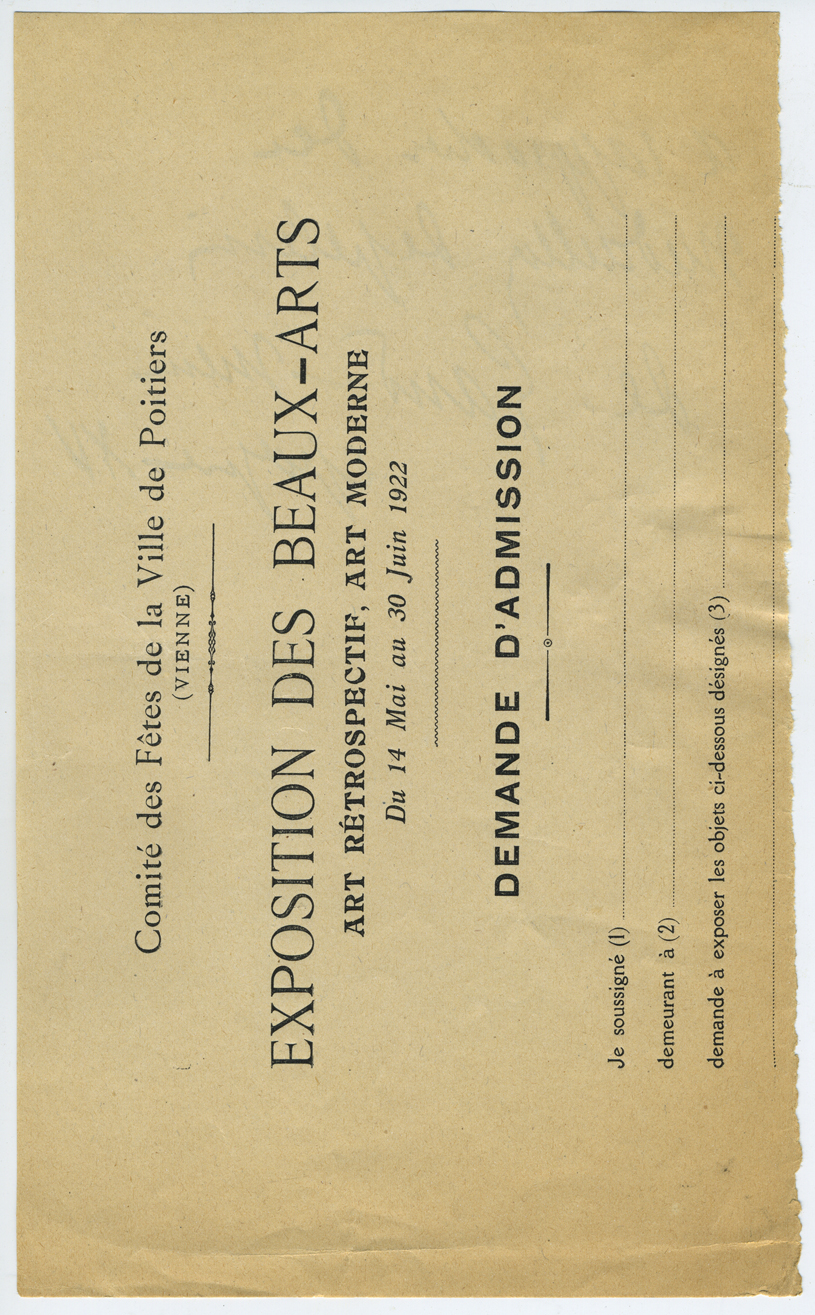 Comité des Fêtes de la Ville de Poitiers
(VIENNE)
EXPOSITION DES BEAUX-ARTS
ART RÉTROSPECTIF, ART MODERNE
Du 14 Mai au 30 Juin 1922
DEMANDE D'ADMISSION
Je soussigné (1)
demeurant à (2)
demande à exposer les objets ci-dessous désignés (3)